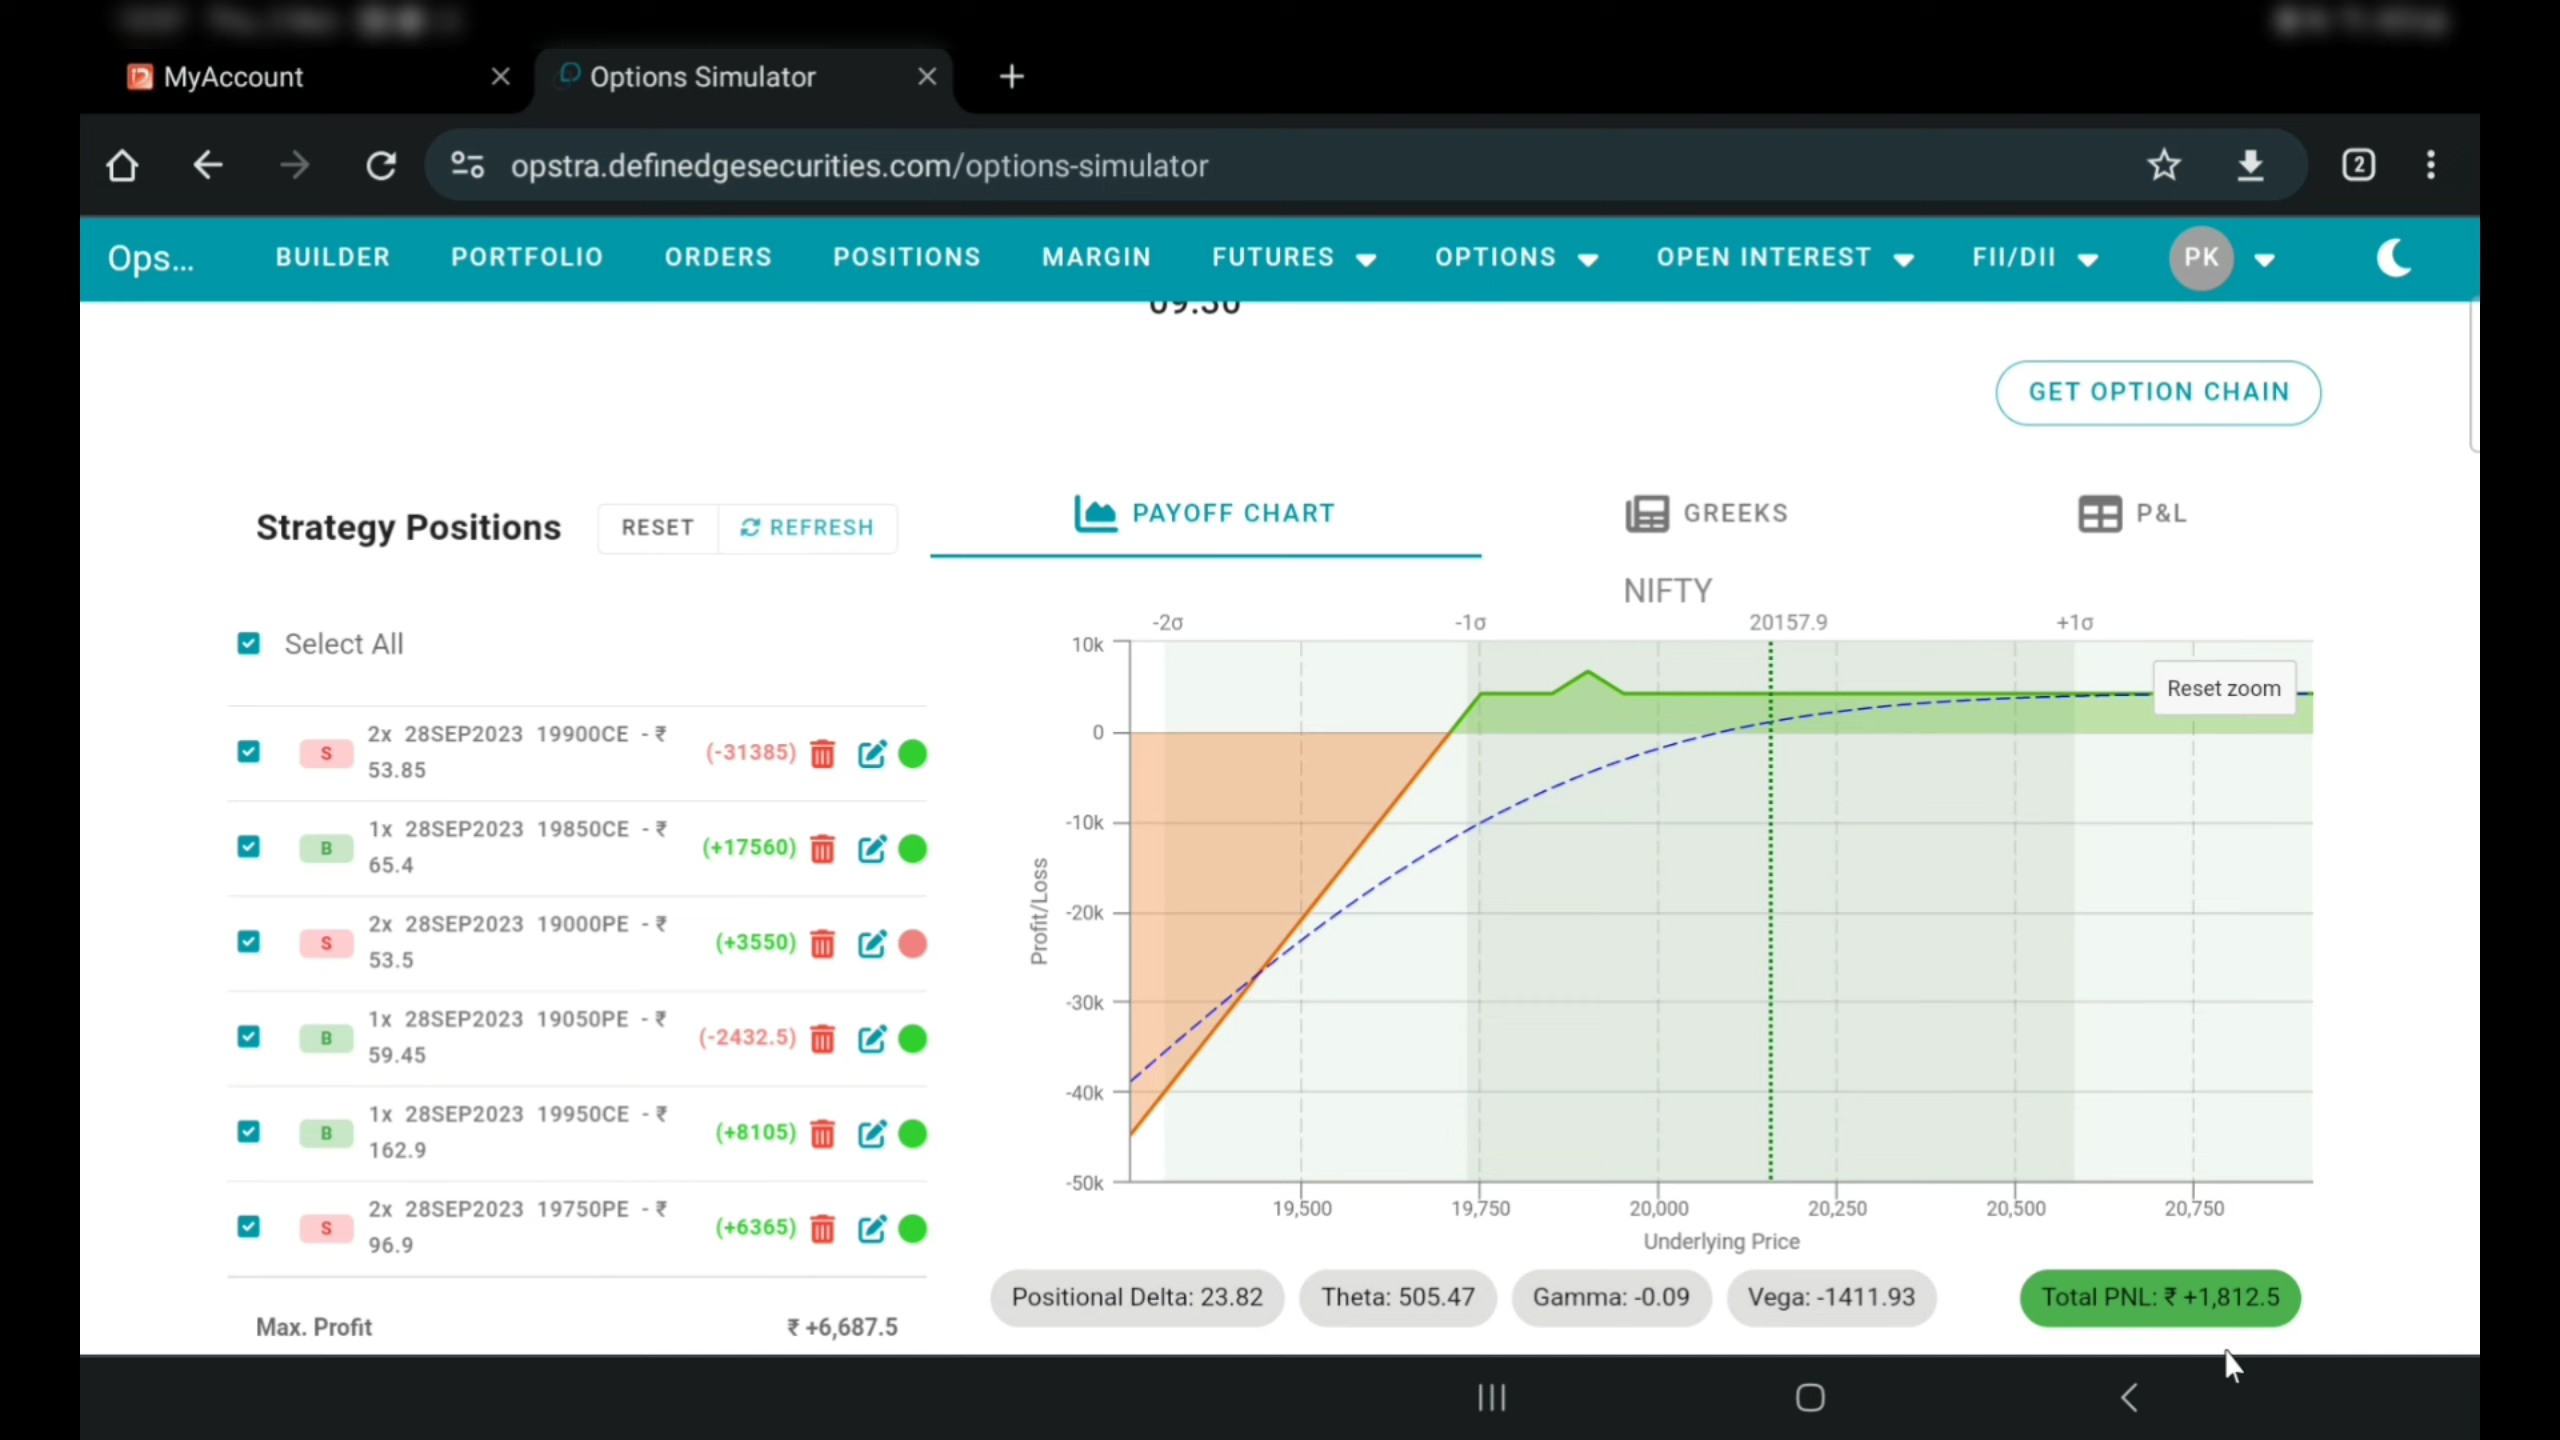 MyAccount
Options Simulator
opstra.definedgesecurities.com/options-simulator
2
Ops...
BUILDER
PORTFOLIO
ORDERS
POSITIONS
MARGIN
FUTURES
OPTIONS
OPEN INTEREST
FII/DII
PK
09:30
GET OPTION CHAIN
Strategy Positions
RESET
REFRESH
PAYOFF CHART
GREEKS
P&L
Select All
S
2x 28SEP2023 19900CE - ₹
53.85
(-31385)
B
1x 28SEP2023 19850CE - ₹
65.4
(+17560)
S
2x 28SEP2023 19000PE - ₹
53.5
(+3550)
B
1x 28SEP2023 19050PE - ₹
59.45
(-2432.5)
B
1x 28SEP2023 19950CE - ₹
162.9
(+8105)
S
2x 28SEP2023 19750PE - ₹
96.9
(+6365)
Max. Profit
₹ +6,687.5
NIFTY
-2σ
-1σ
20157.9
+1σ
Reset zoom
10k
0
-10k
-20k
-30k
-40k
-50k
Profit/Loss
19,500
19,750
20,000
20,250
20,500
20,750
Underlying Price
Positional Delta: 23.82
Theta: 505.47
Gamma: -0.09
Vega: -1411.93
Total PNL: ₹ +1,812.5